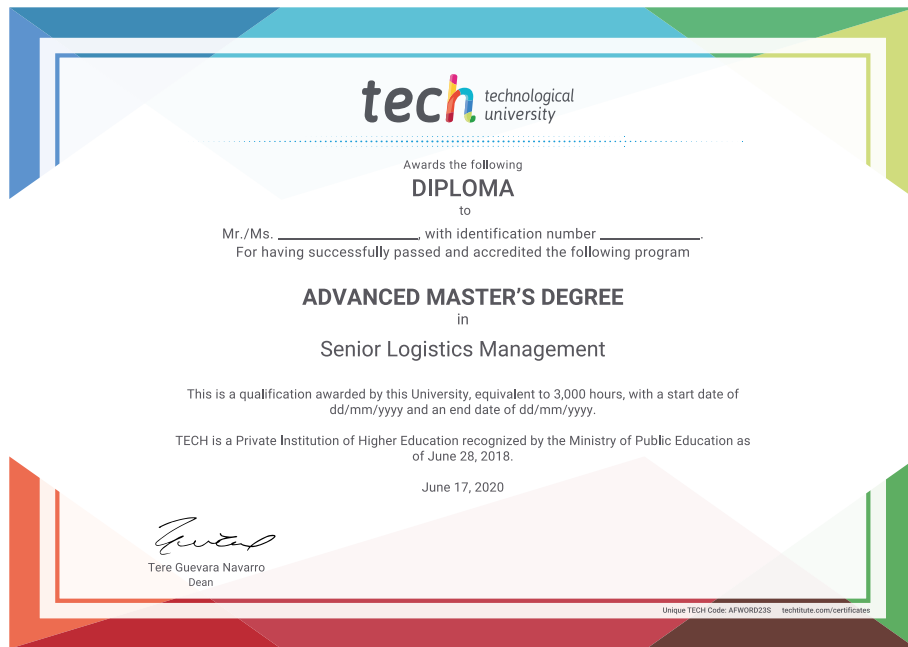 tech technological
university
Awards the following
DIPLOMA
to
Mr./Ms. ____________, with identification number ____________.
For having successfully passed and accredited the following program
ADVANCED MASTER'S DEGREE
in
Senior Logistics Management
This is a qualification awarded by this University, equivalent to 3,000 hours, with a start date of
dd/mm/yyyy and an end date of dd/mm/yyyy.
TECH is a Private Institution of Higher Education recognized by the Ministry of Public Education as
of June 28, 2018.
June 17, 2020
Tere Guevara Navarro
Dean
Unique TECH Code: AFWORD23S techtitute.com/certificates